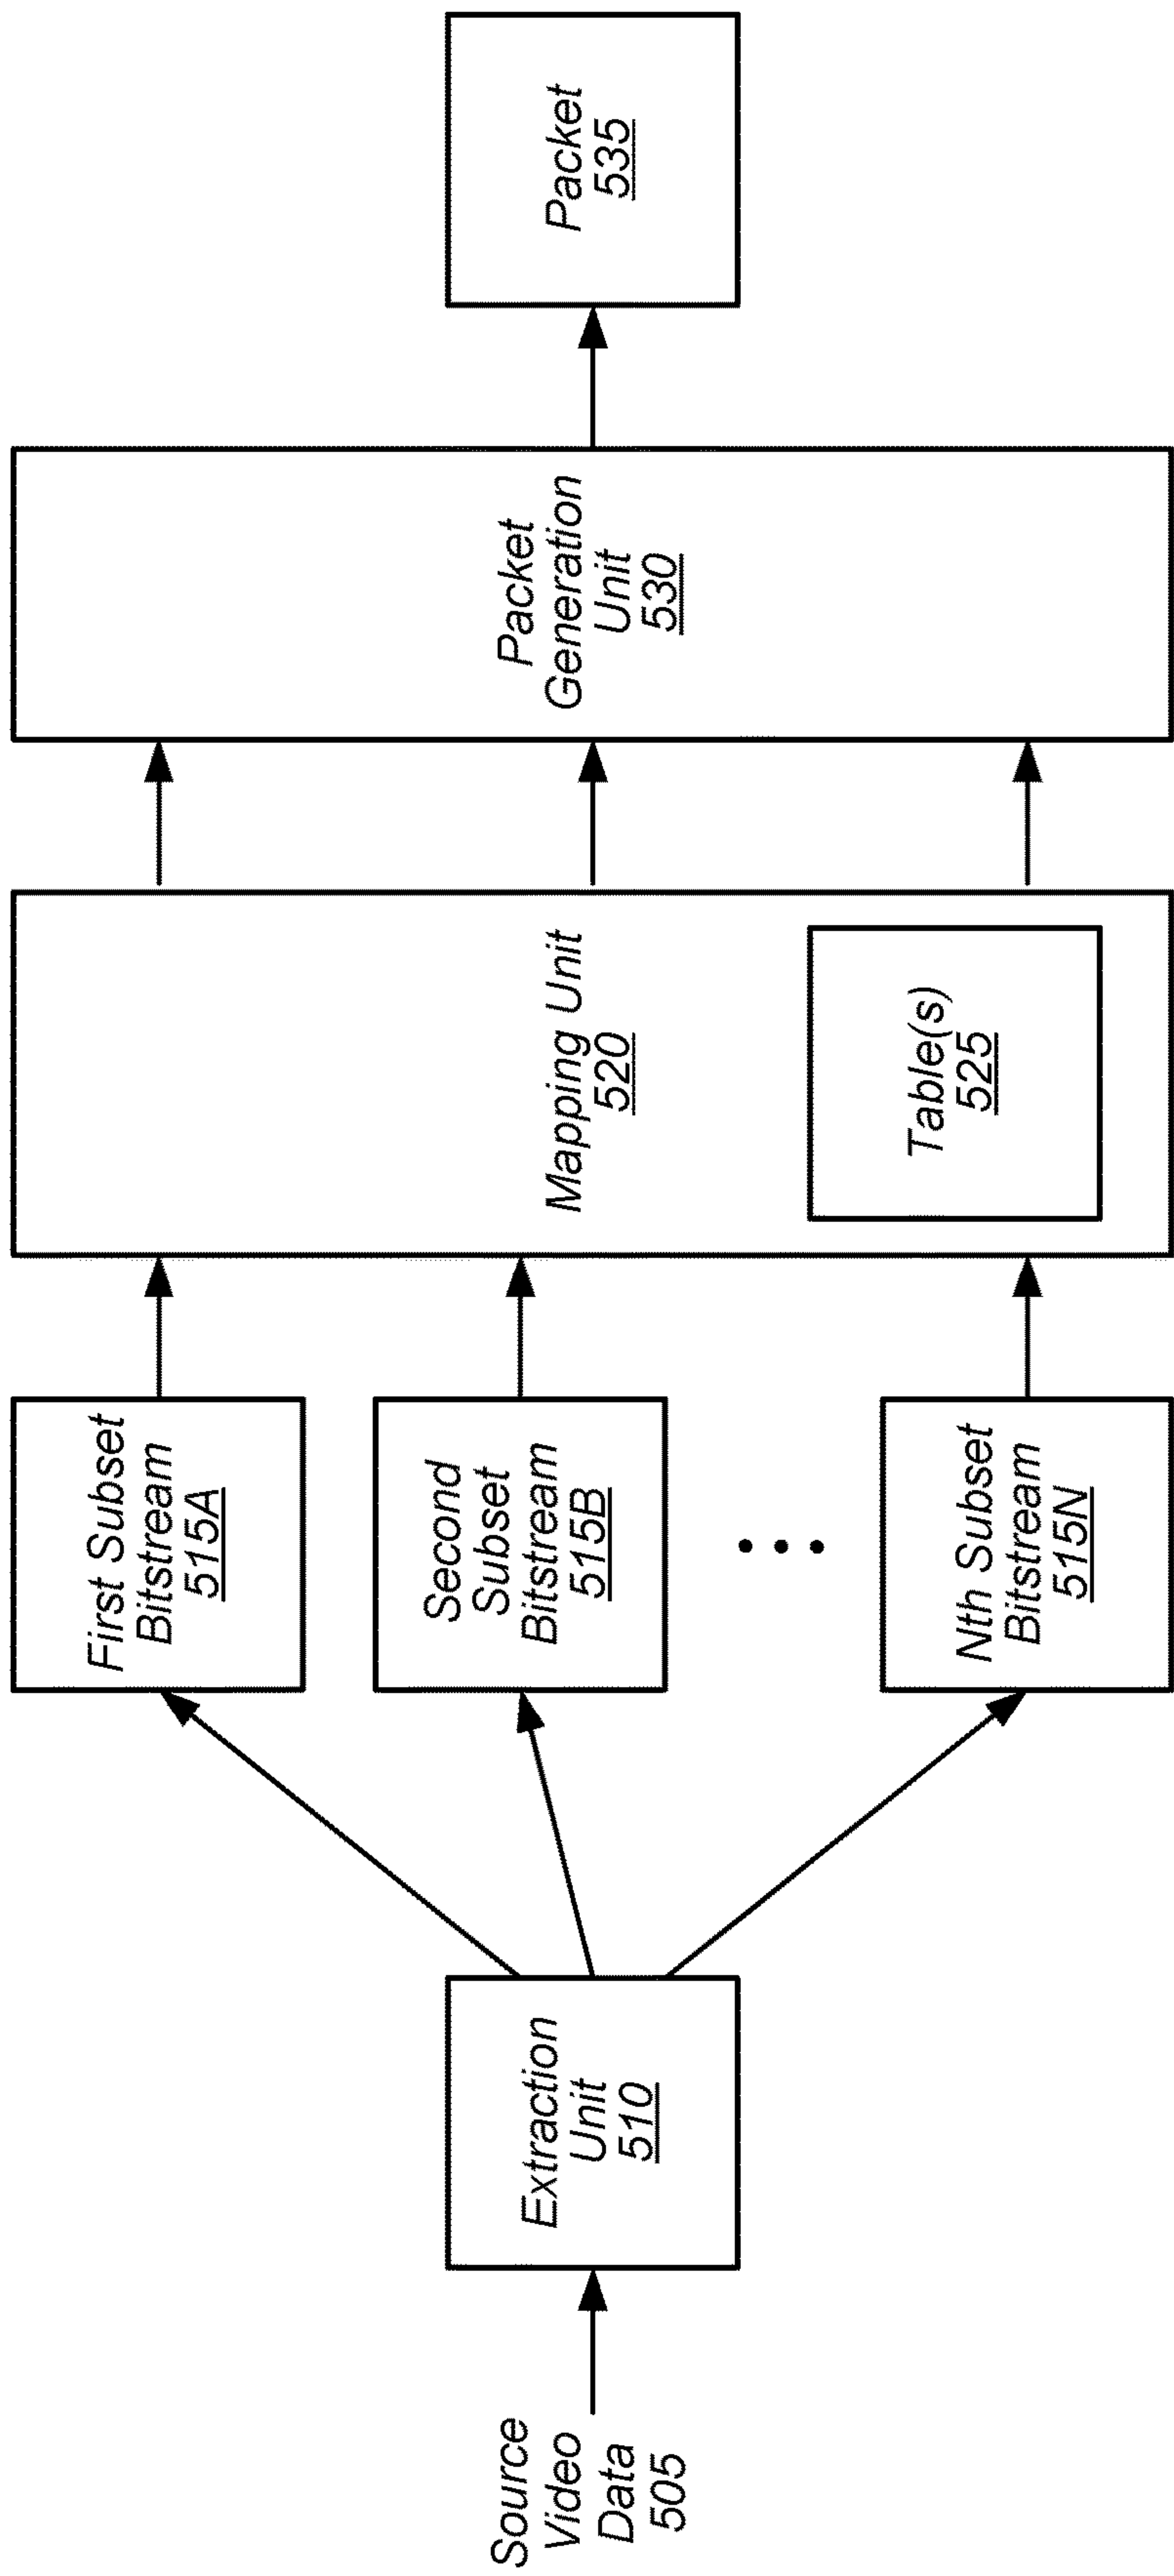 Source
Video
Data
505
Extraction
Unit
510
First Subset
Bitstream
515A
Second
Subset
Bitstream
515B
Nth Subset
Bitstream
515N
Mapping Unit
520
Table(s)
525
Packet
Generation
Unit
530
Packet
535